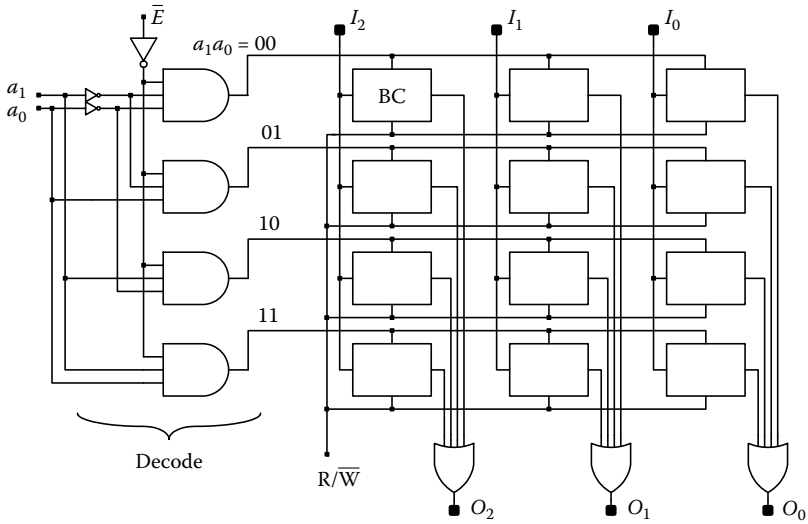 E̅
I₂
I₁
I₀
a₁a₀ = 00
a₁
a₀
BC
01
10
11
Decode
R/W̅
O₂
O₁
O₀